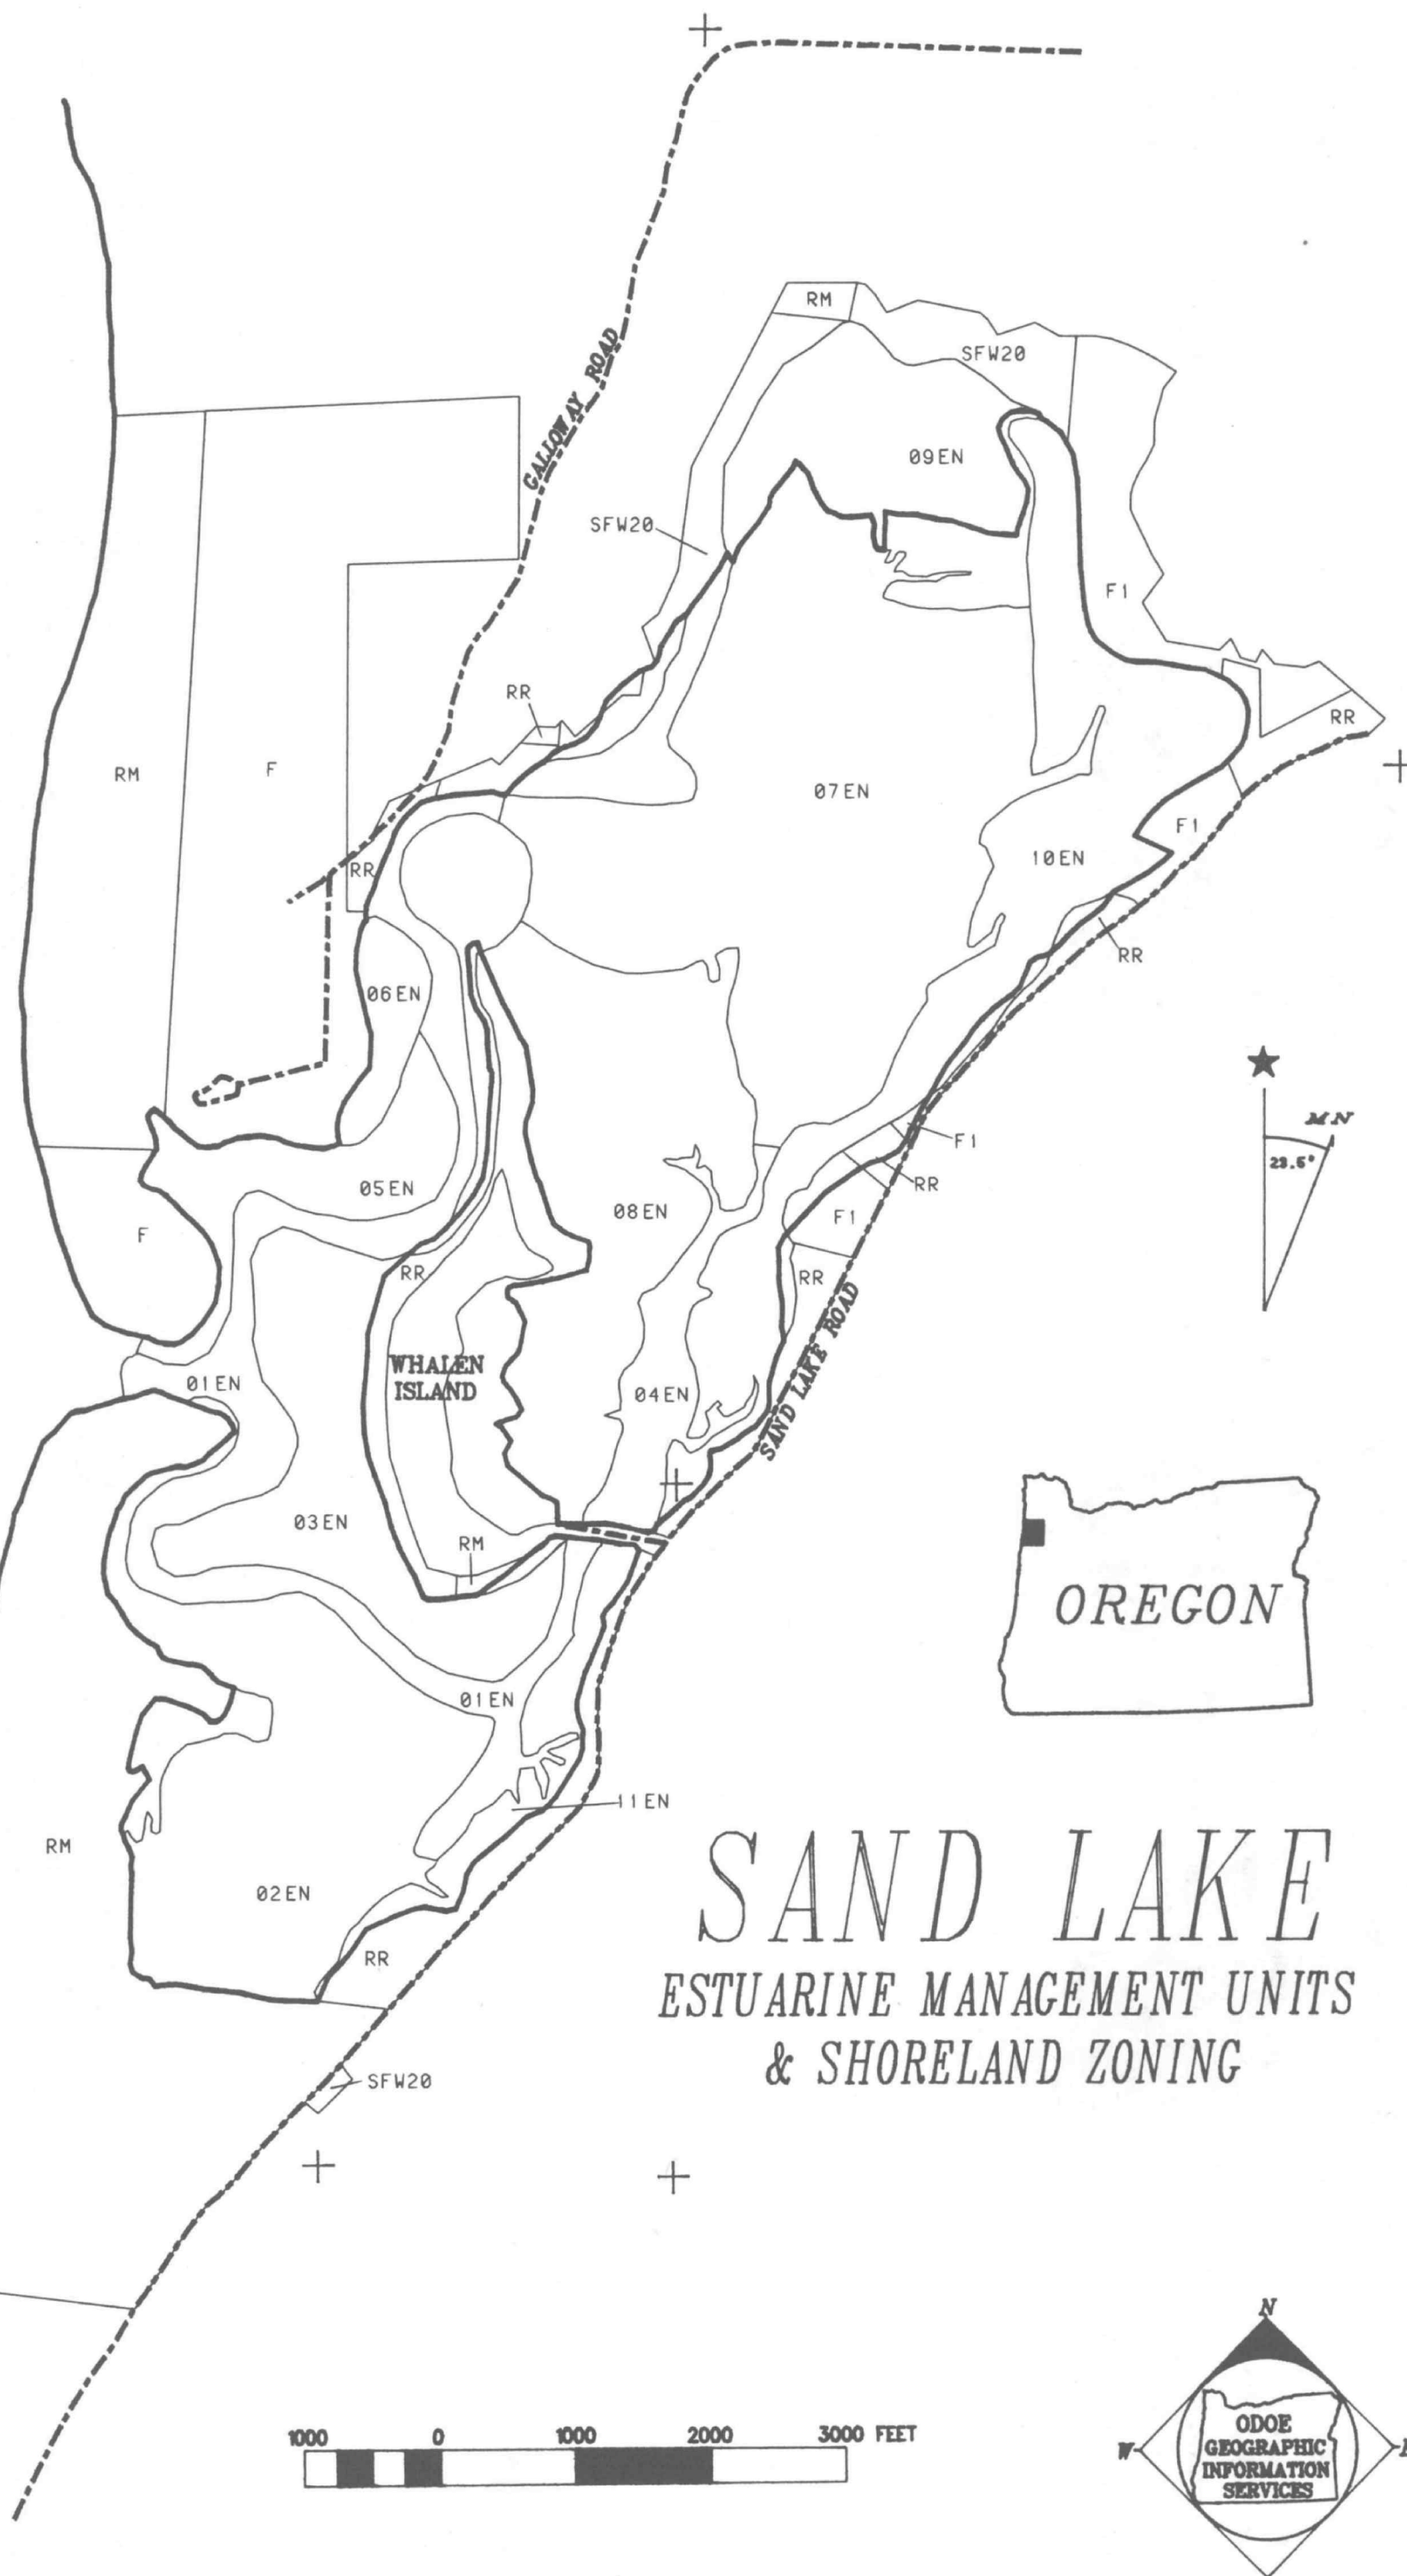 RM
SFW20
GALLOWAY ROAD
09EN
SFW20
F1
RR
RR
RM
F
07EN
F1
10EN
RR
RR
06EN
MN
23.5°
F1
RR
05EN
08EN
F1
F
RR
RR
SAND LAKE ROAD
WHALEN
ISLAND
01EN
04EN
03EN
RM
OREGON
01EN
11EN
RM
02EN
RR
SAND LAKE
ESTUARINE MANAGEMENT UNITS
& SHORELAND ZONING
SFW20
N
1000 0 1000 2000 3000 FEET
W
ODOE
GEOGRAPHIC
INFORMATION
SERVICES